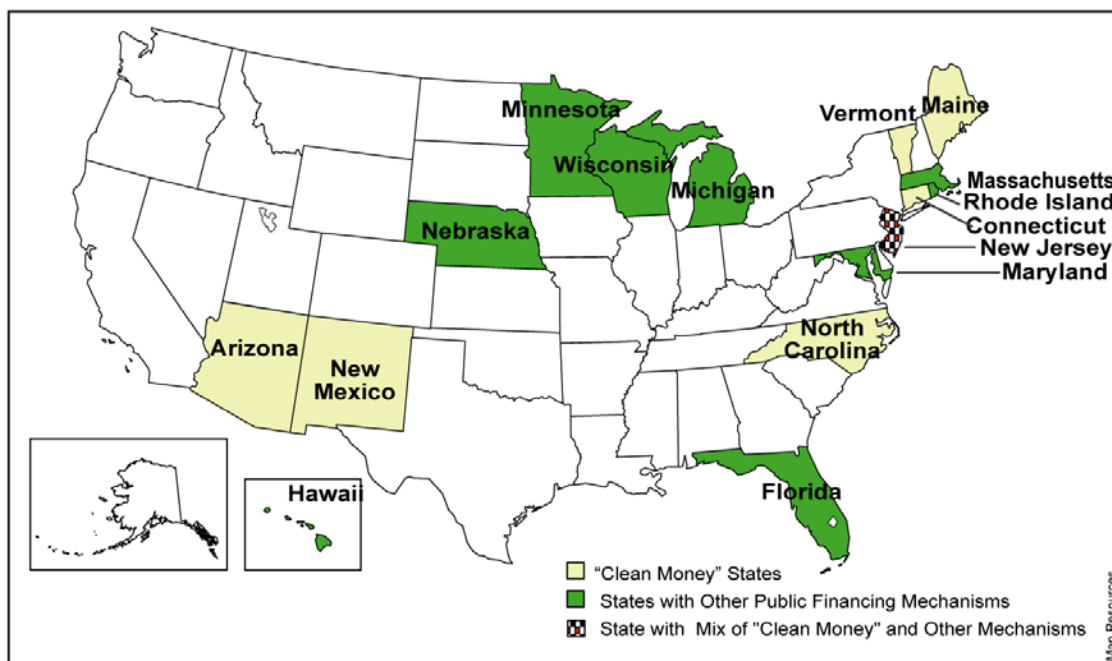 Minnesota
Vermont
Maine
Wisconsin
Michigan
Massachusetts
Rhode Island
Connecticut
New Jersey
Maryland
Nebraska
Arizona
New
Mexico
North
Carolina
Hawaii
Florida
“Clean Money” States
States with Other Public Financing Mechanisms
State with Mix of "Clean Money" and Other Mechanisms
Map Resources